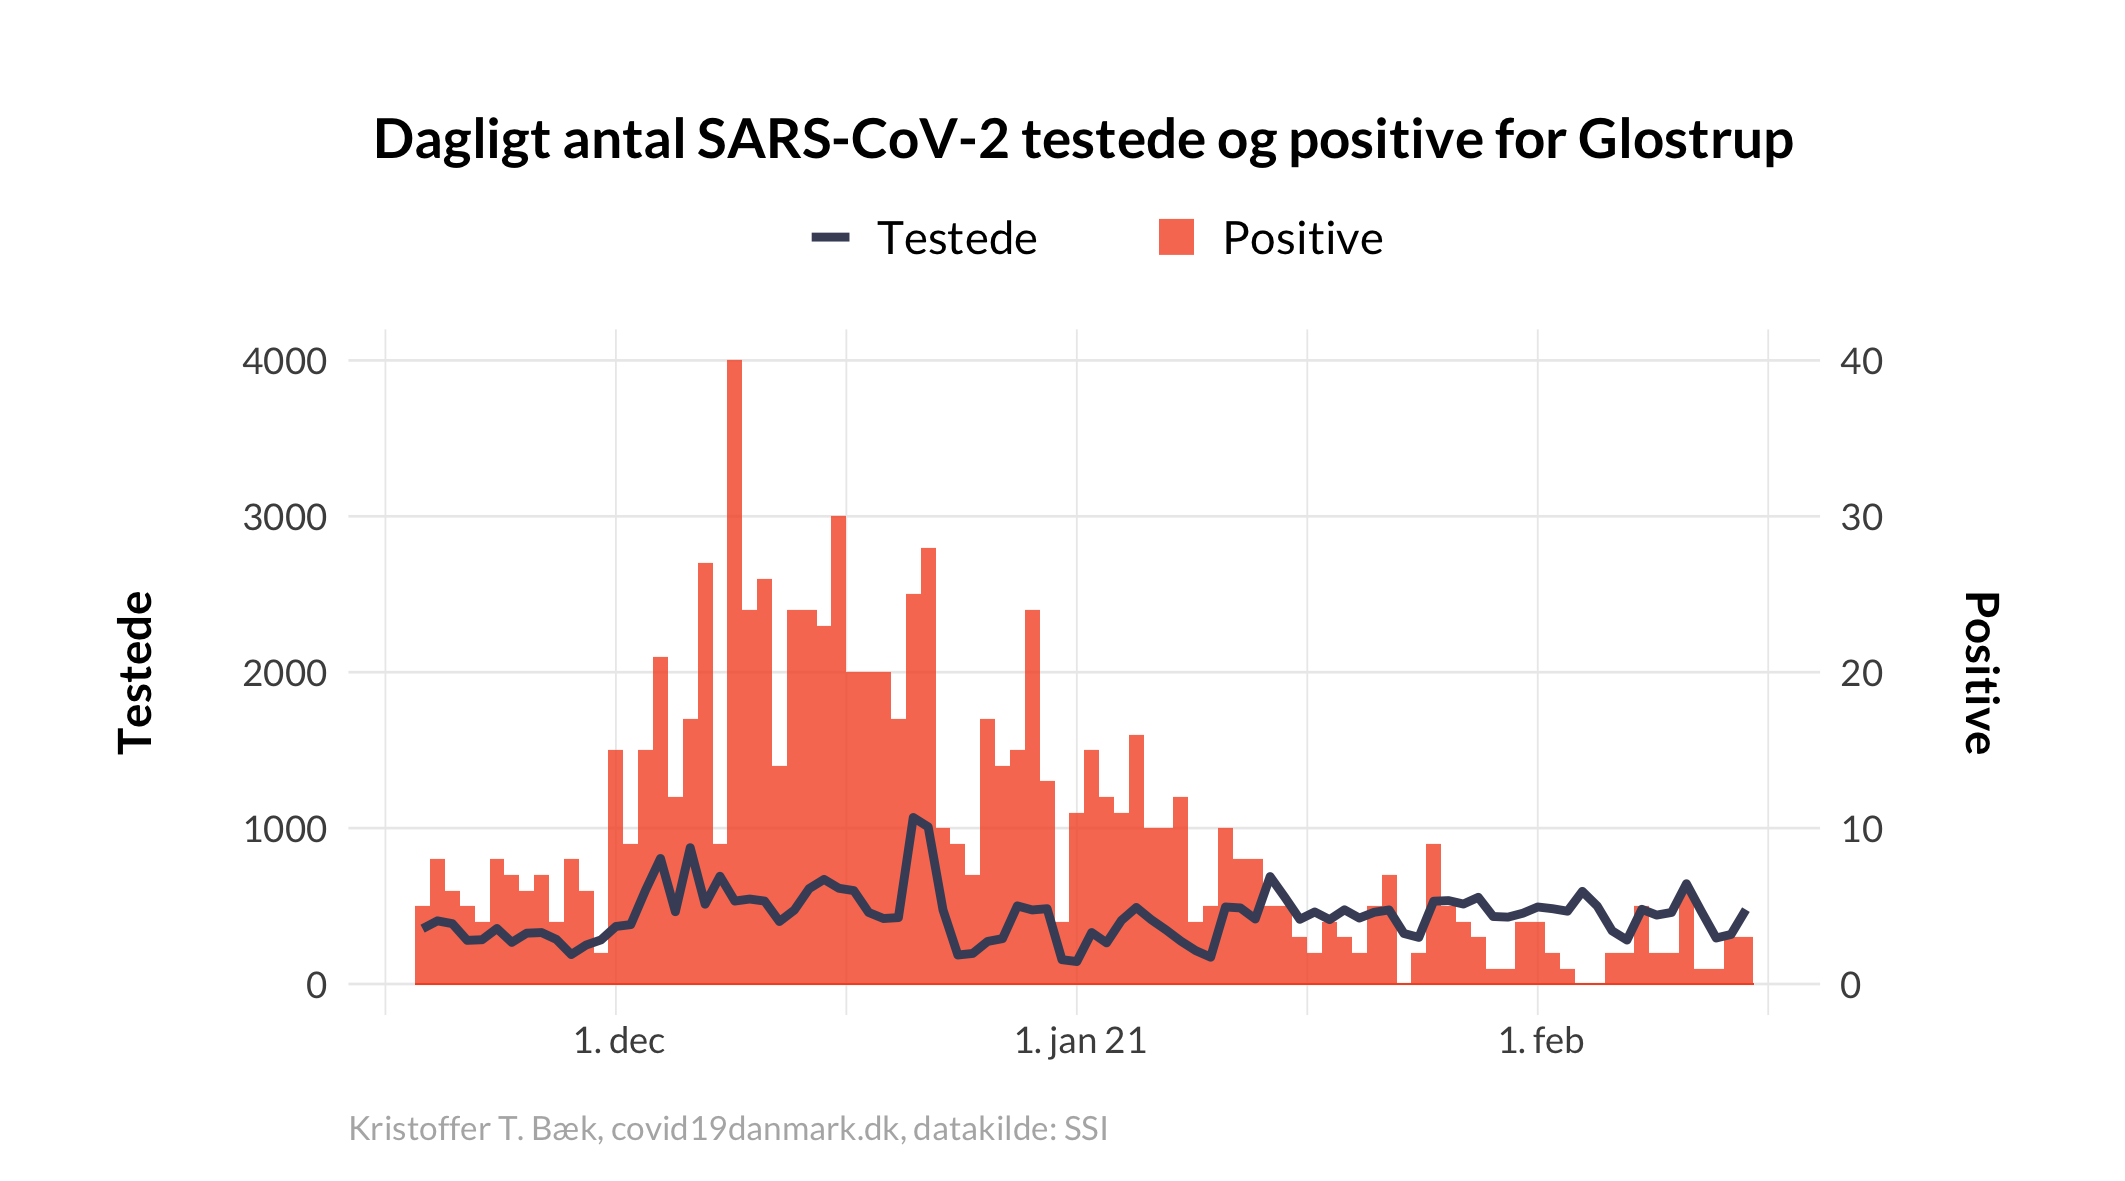 Dagligt antal SARS-CoV-2 testede og positive for Glostrup
Testede Positive
4000 40
3000 30
2000 20
1000 10
0 0
Testede
Positive
1. dec 1. jan 21 1. feb
Kristoffer T. Bæk, covid19danmark.dk, datakilde: SSI